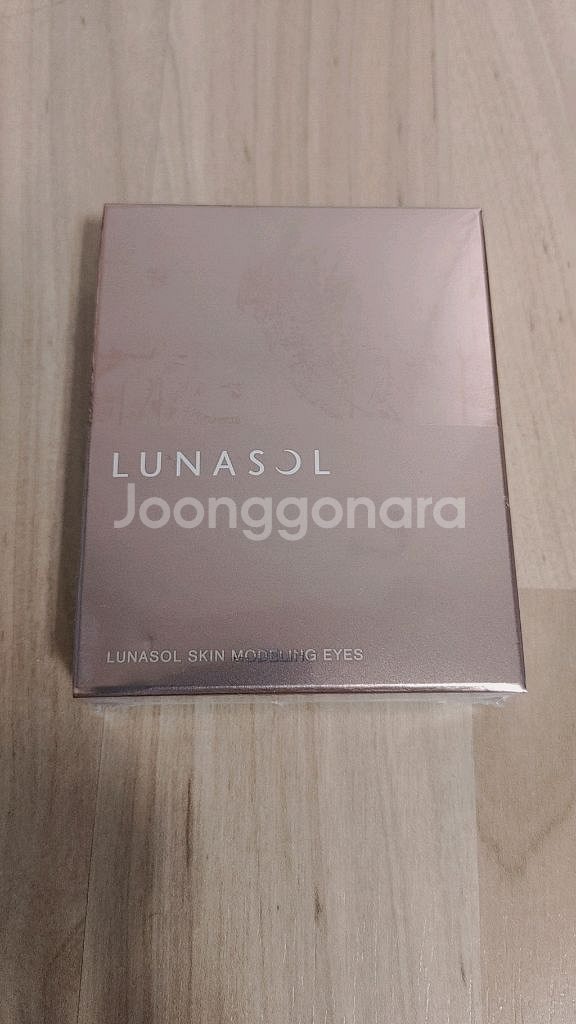 LUNASOL
Joonggonara
LUNASOL SKIN MODELING EYES